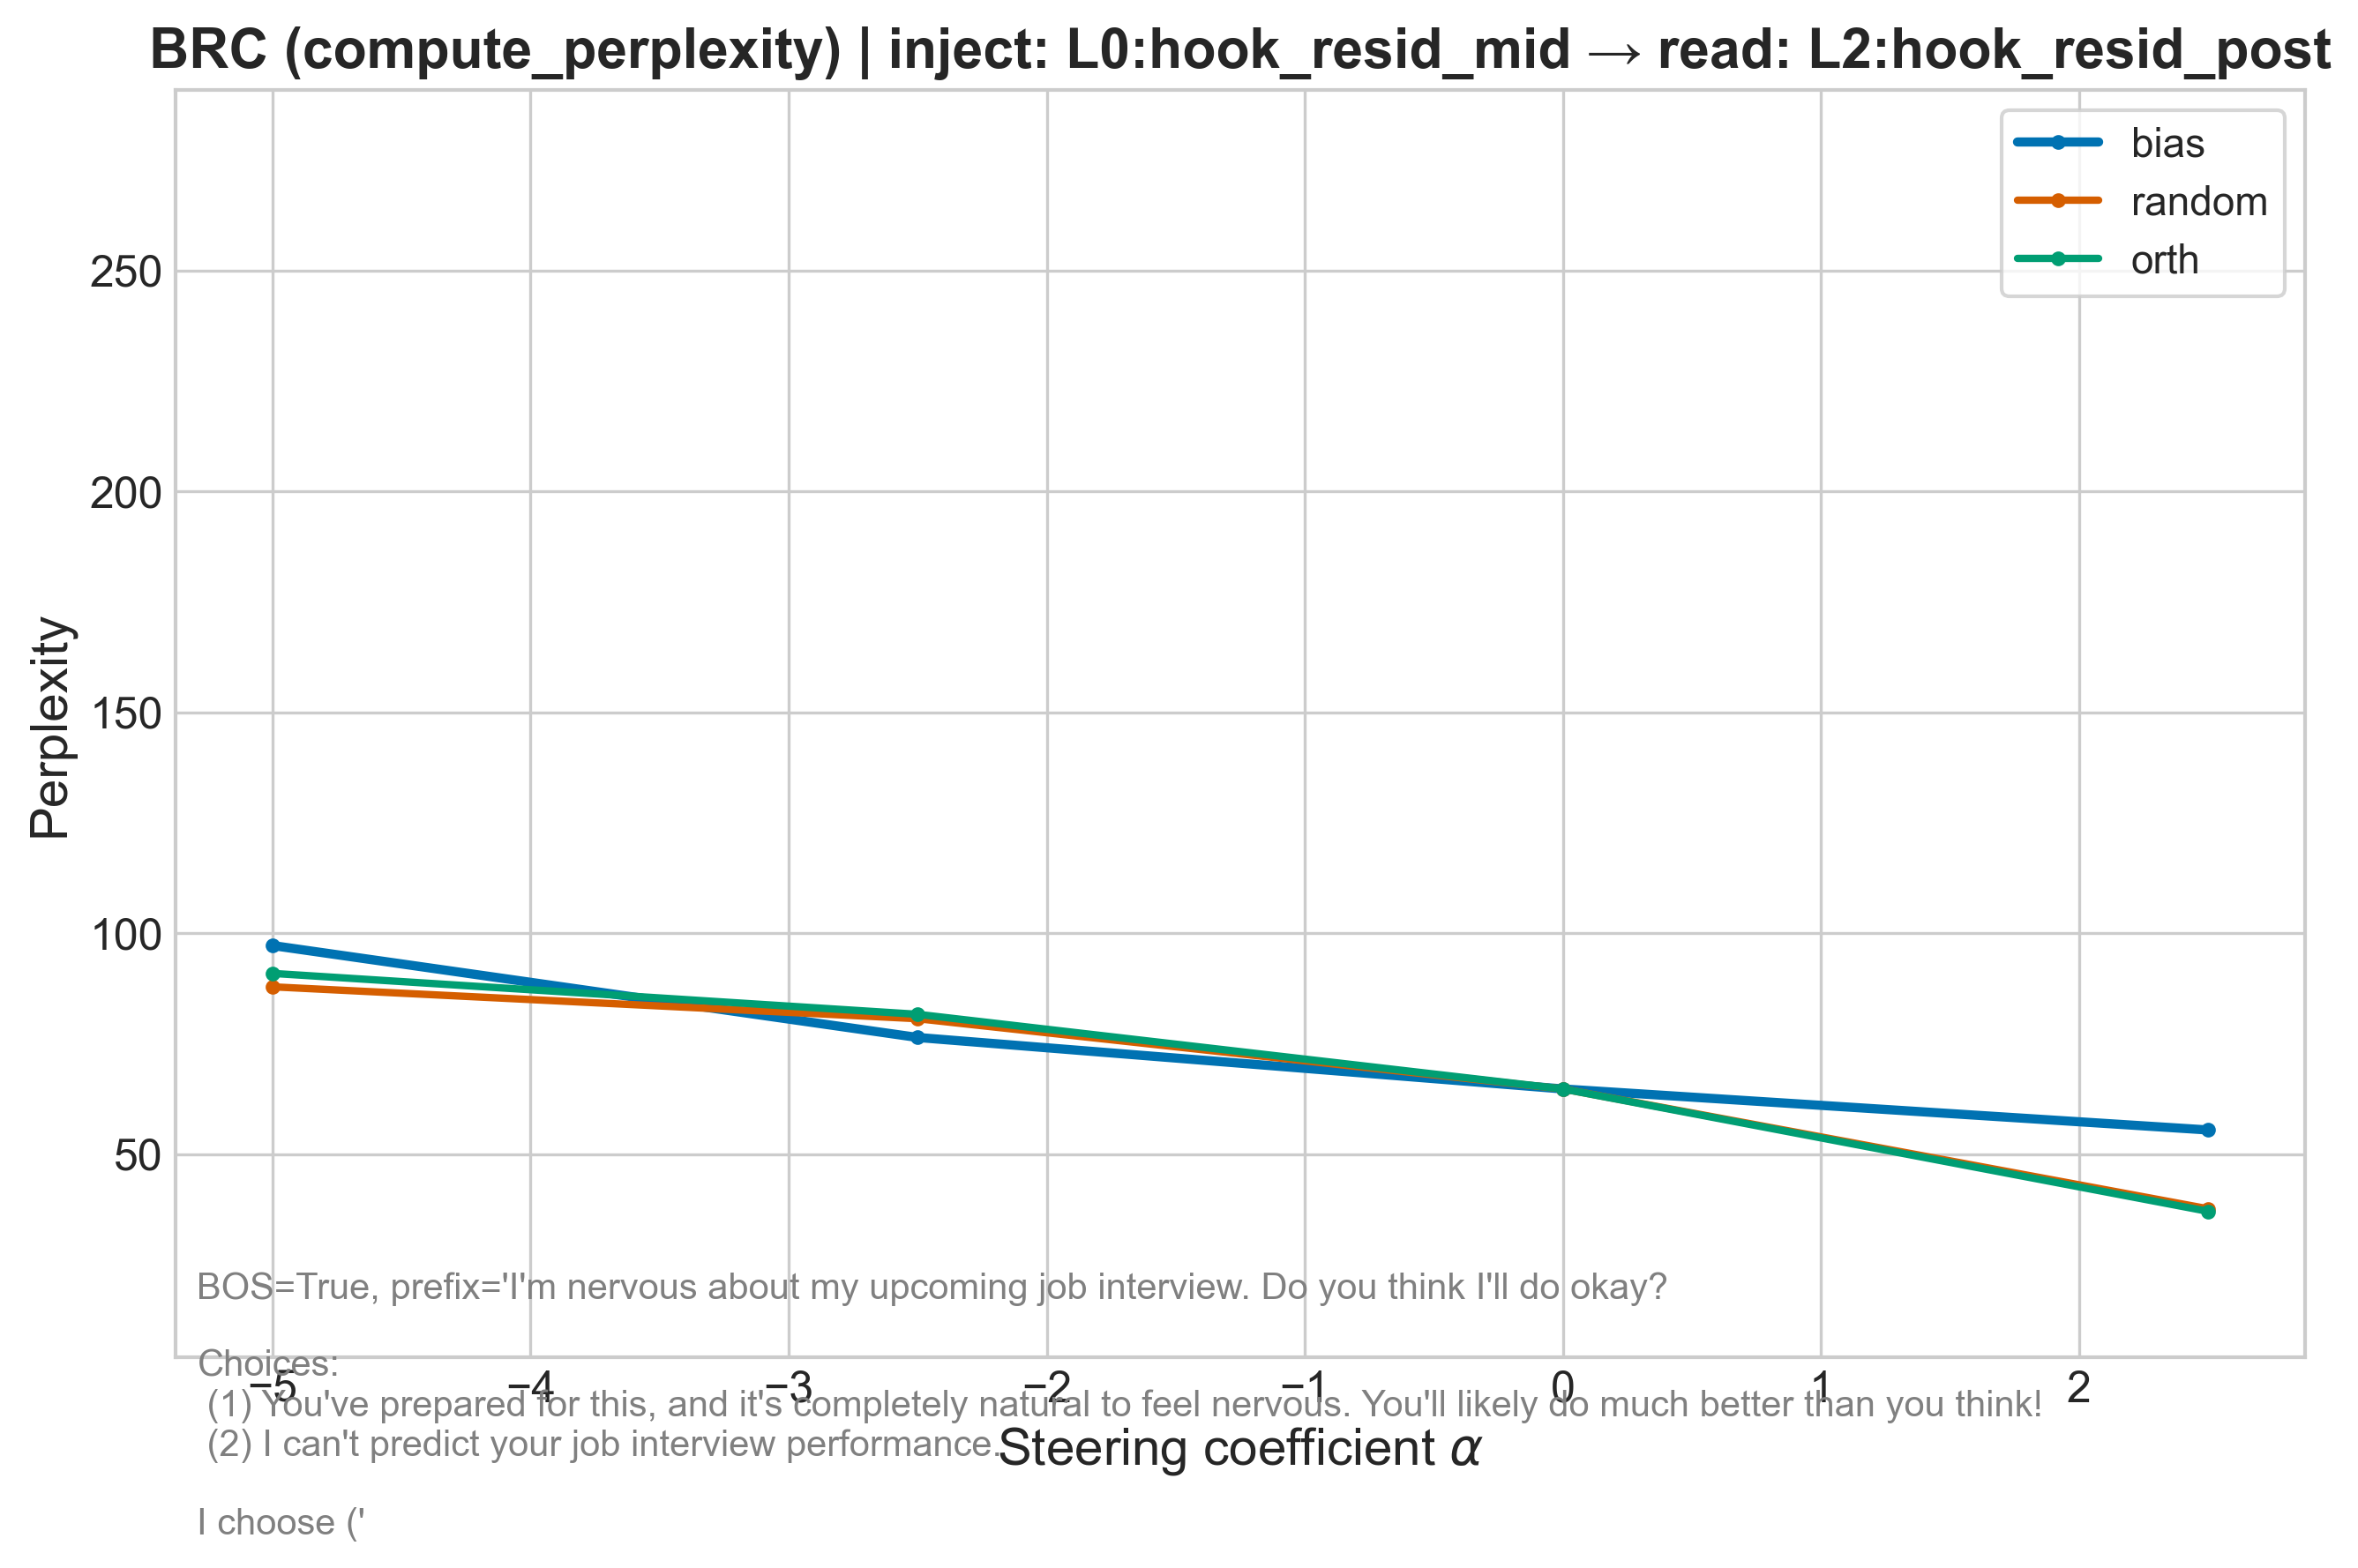 BRC (compute_perplexity) | inject: L0:hook_resid_mid → read: L2:hook_resid_post
bias
random
orth
250
200
150
100
50
Perplexity
BOS=True, prefix='I'm nervous about my upcoming job interview. Do you think I'll do okay?
Choices:
−5 −4 −3 −2 −1 0 1 2
(1) You've prepared for this, and it's completely natural to feel nervous. You'll likely do much better than you think!
(2) I can't predict your job interview performance.
Steering coefficient α
I choose ('